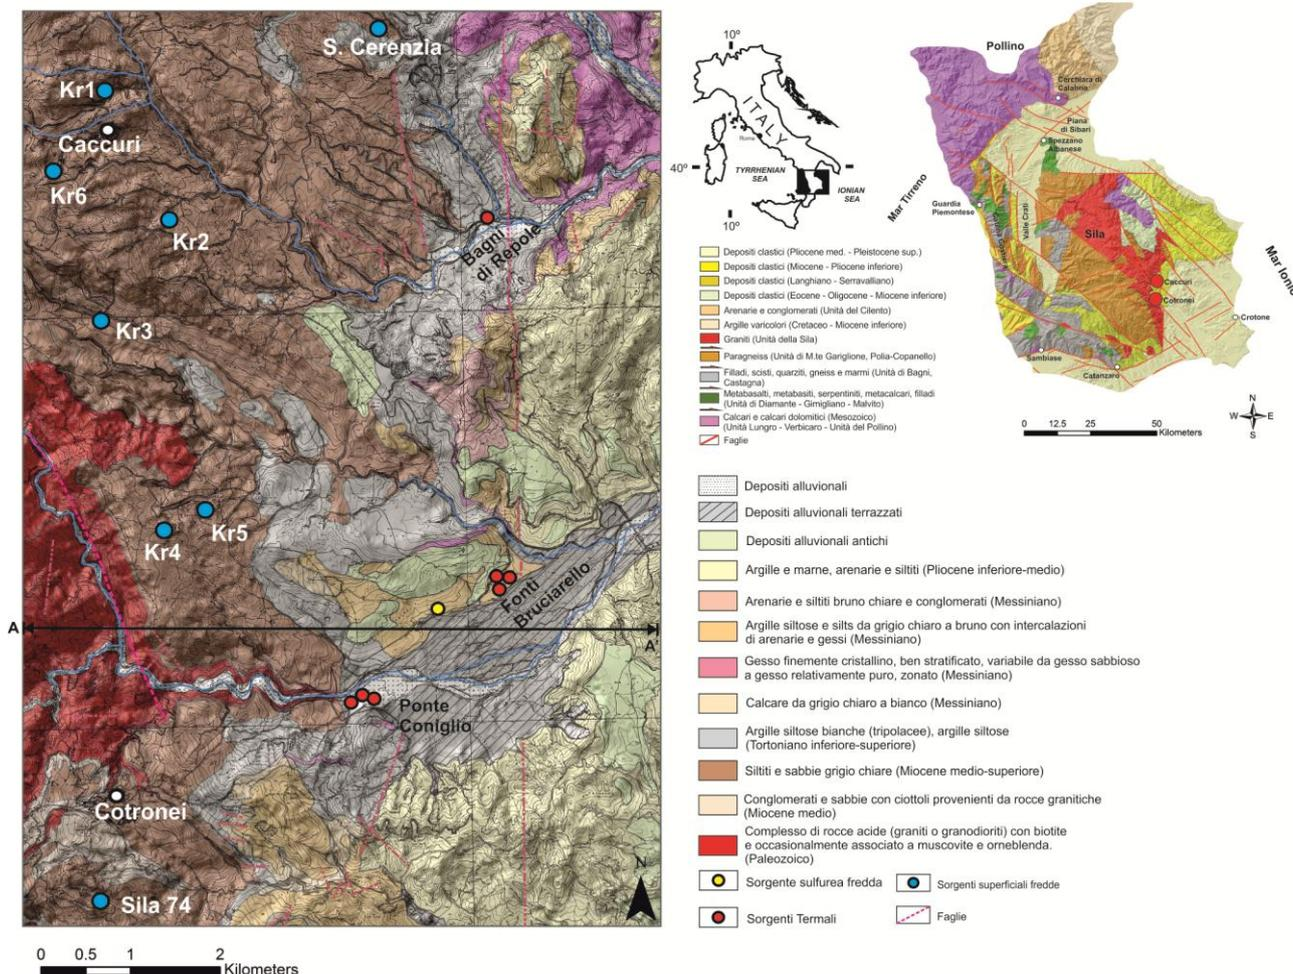 S. Cerenzia
Kr1
Caccuri
Kr6
Kr2
Bagni
di Repole
Kr3
Kr5
Kr4
Fonti
Bruciarello
A
A'
Ponte
Coniglio
Cotronei
Sila 74
N
0 0.5 1 2
Kilometers
10°
ITALY
Rome
40°
TYRRHENIAN
SEA
IONIAN
SEA
10°
Pollino
Cerchiara di
Calabria
Piana
di Sibari
Spezzano
Albanese
Mar Tirreno
Guardia
Piemontese
Valle Crati
Sila
Mar Ionio
Caccuri
Cotronei
Crotone
Sambiase
Catanzaro
N
W E
S
0 12.5 25 50
Kilometers
Depositi clastici (Pliocene med. - Pleistocene sup.)
Depositi clastici (Miocene - Pliocene inferiore)
Depositi clastici (Langhiano - Serravalliano)
Depositi clastici (Eocene - Oligocene - Miocene inferiore)
Arenarie e conglomerati (Unità del Cilento)
Argille varicolori (Cretaceo - Miocene inferiore)
Graniti (Unità della Sila)
Paragneiss (Unità di M.te Gariglione, Polia-Copanello)
Filladi, scisti, quarziti, gneiss e marmi (Unità di Bagni,
Castagna)
Metabasalti, metabasiti, serpentiniti, metacalcari, filladi
(Unità di Diamante - Gimigliano - Malvito)
Calcari e calcari dolomitici (Mesozoico)
(Unità Lungro - Verbicaro - Unità del Pollino)
Faglie
Depositi alluvionali
Depositi alluvionali terrazzati
Depositi alluvionali antichi
Argille e marne, arenarie e siltiti (Pliocene inferiore-medio)
Arenarie e siltiti bruno chiare e conglomerati (Messiniano)
Argille siltose e silts da grigio chiaro a bruno con intercalazioni
di arenarie e gessi (Messiniano)
Gesso finemente cristallino, ben stratificato, variabile da gesso sabbioso
a gesso relativamente puro, zonato (Messiniano)
Calcare da grigio chiaro a bianco (Messiniano)
Argille siltose bianche (tripolacee), argille siltose
(Tortoniano inferiore-superiore)
Siltiti e sabbie grigio chiare (Miocene medio-superiore)
Conglomerati e sabbie con ciottoli provenienti da rocce granitiche
(Miocene medio)
Complesso di rocce acide (graniti o granodioriti) con biotite
e occasionalmente associato a muscovite e orneblenda.
(Paleozoico)
Sorgente sulfurea fredda
Sorgenti superficiali fredde
Sorgenti Termali
Faglie